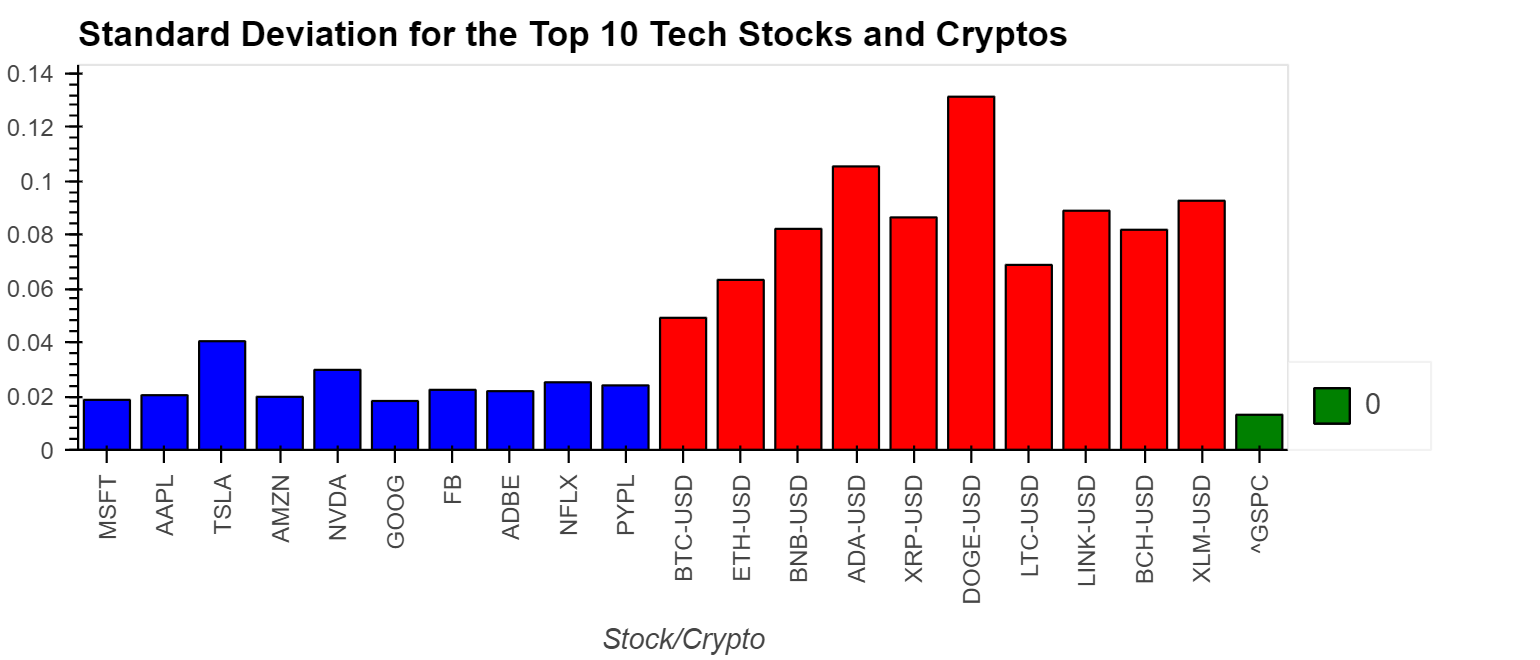 Standard Deviation for the Top 10 Tech Stocks and Cryptos
0.14
0.12
0.1
0.08
0.06
0.04
0.02
0
0
MSFT
AAPL
TSLA
AMZN
NVDA
GOOG
FB
ADBE
NFLX
PYPL
BTC-USD
ETH-USD
BNB-USD
ADA-USD
XRP-USD
DOGE-USD
LTC-USD
LINK-USD
BCH-USD
XLM-USD
^GSPC
Stock/Crypto